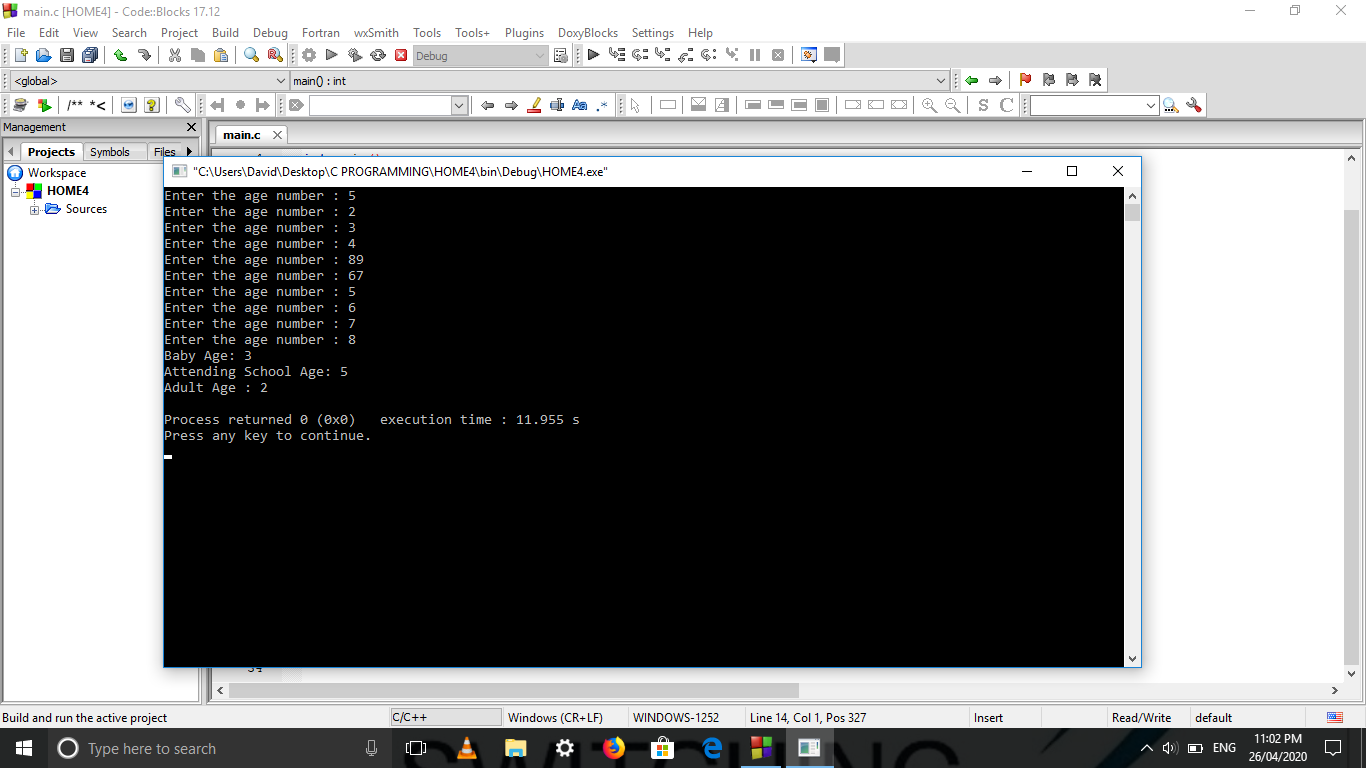 main.c [HOME4] - Code::Blocks 17.12
File Edit View Search Project Build Debug Fortran wxSmith Tools Tools+ Plugins DoxyBlocks Settings Help
Debug
<global> main() : int
/** *< Aa .* S C
Management
main.c
Projects Symbols Files
Workspace
HOME4
Sources
"C:\Users\David\Desktop\C PROGRAMMING\HOME4\bin\Debug\HOME4.exe"
Enter the age number : 5
Enter the age number : 2
Enter the age number : 3
Enter the age number : 4
Enter the age number : 89
Enter the age number : 67
Enter the age number : 5
Enter the age number : 6
Enter the age number : 7
Enter the age number : 8
Baby Age: 3
Attending School Age: 5
Adult Age : 2
Process returned 0 (0x0)   execution time : 11.955 s
Press any key to continue.
Build and run the active project C/C++ Windows (CR+LF) WINDOWS-1252 Line 14, Col 1, Pos 327 Insert Read/Write default
Type here to search
ENG
11:02 PM
26/04/2020